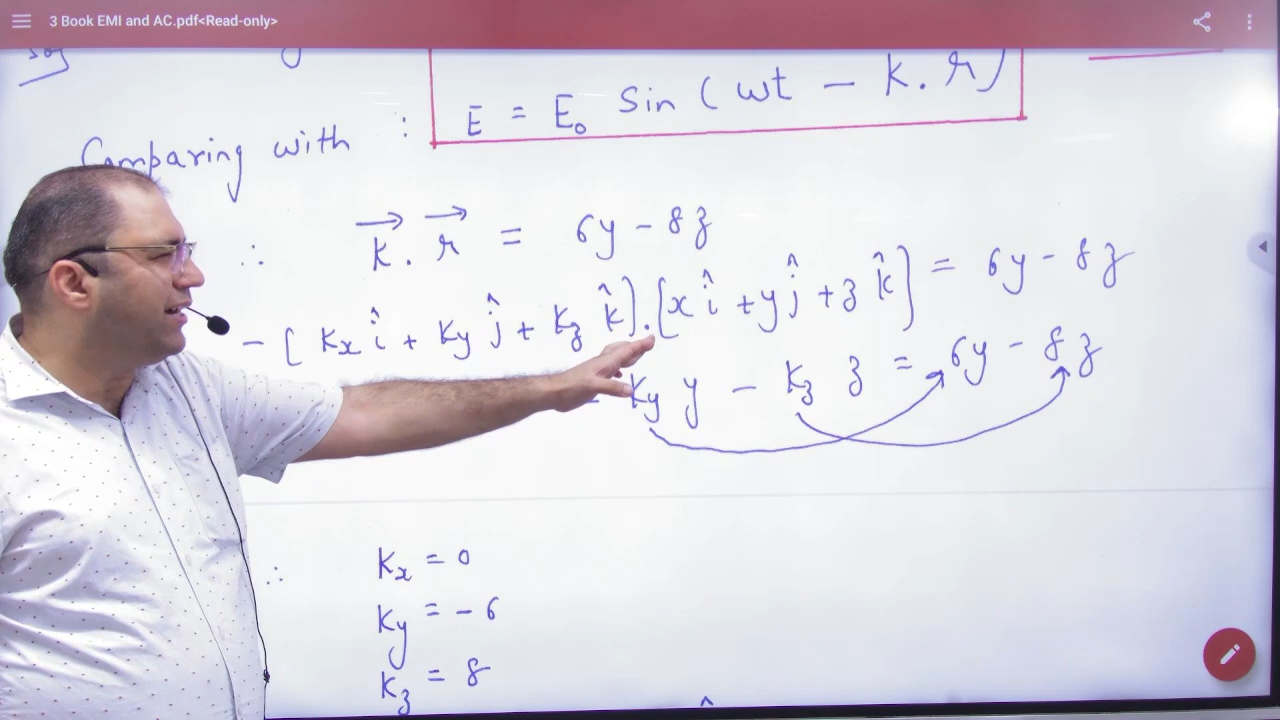 3 Book EMI and AC.pdf<Read-only>
Sol
E = E₀ Sin ( ωt − K . r )
Comparing with :
∴ k⃗ . r⃗ = 6y − 8z
− [ Kx î + Ky ĵ + Kz k̂ ] . [ x î + y ĵ + z k̂ ] = 6y − 8z
− Ky y − Kz z = 6y − 8z
∴ Kx = 0
Ky = − 6
Kz = 8